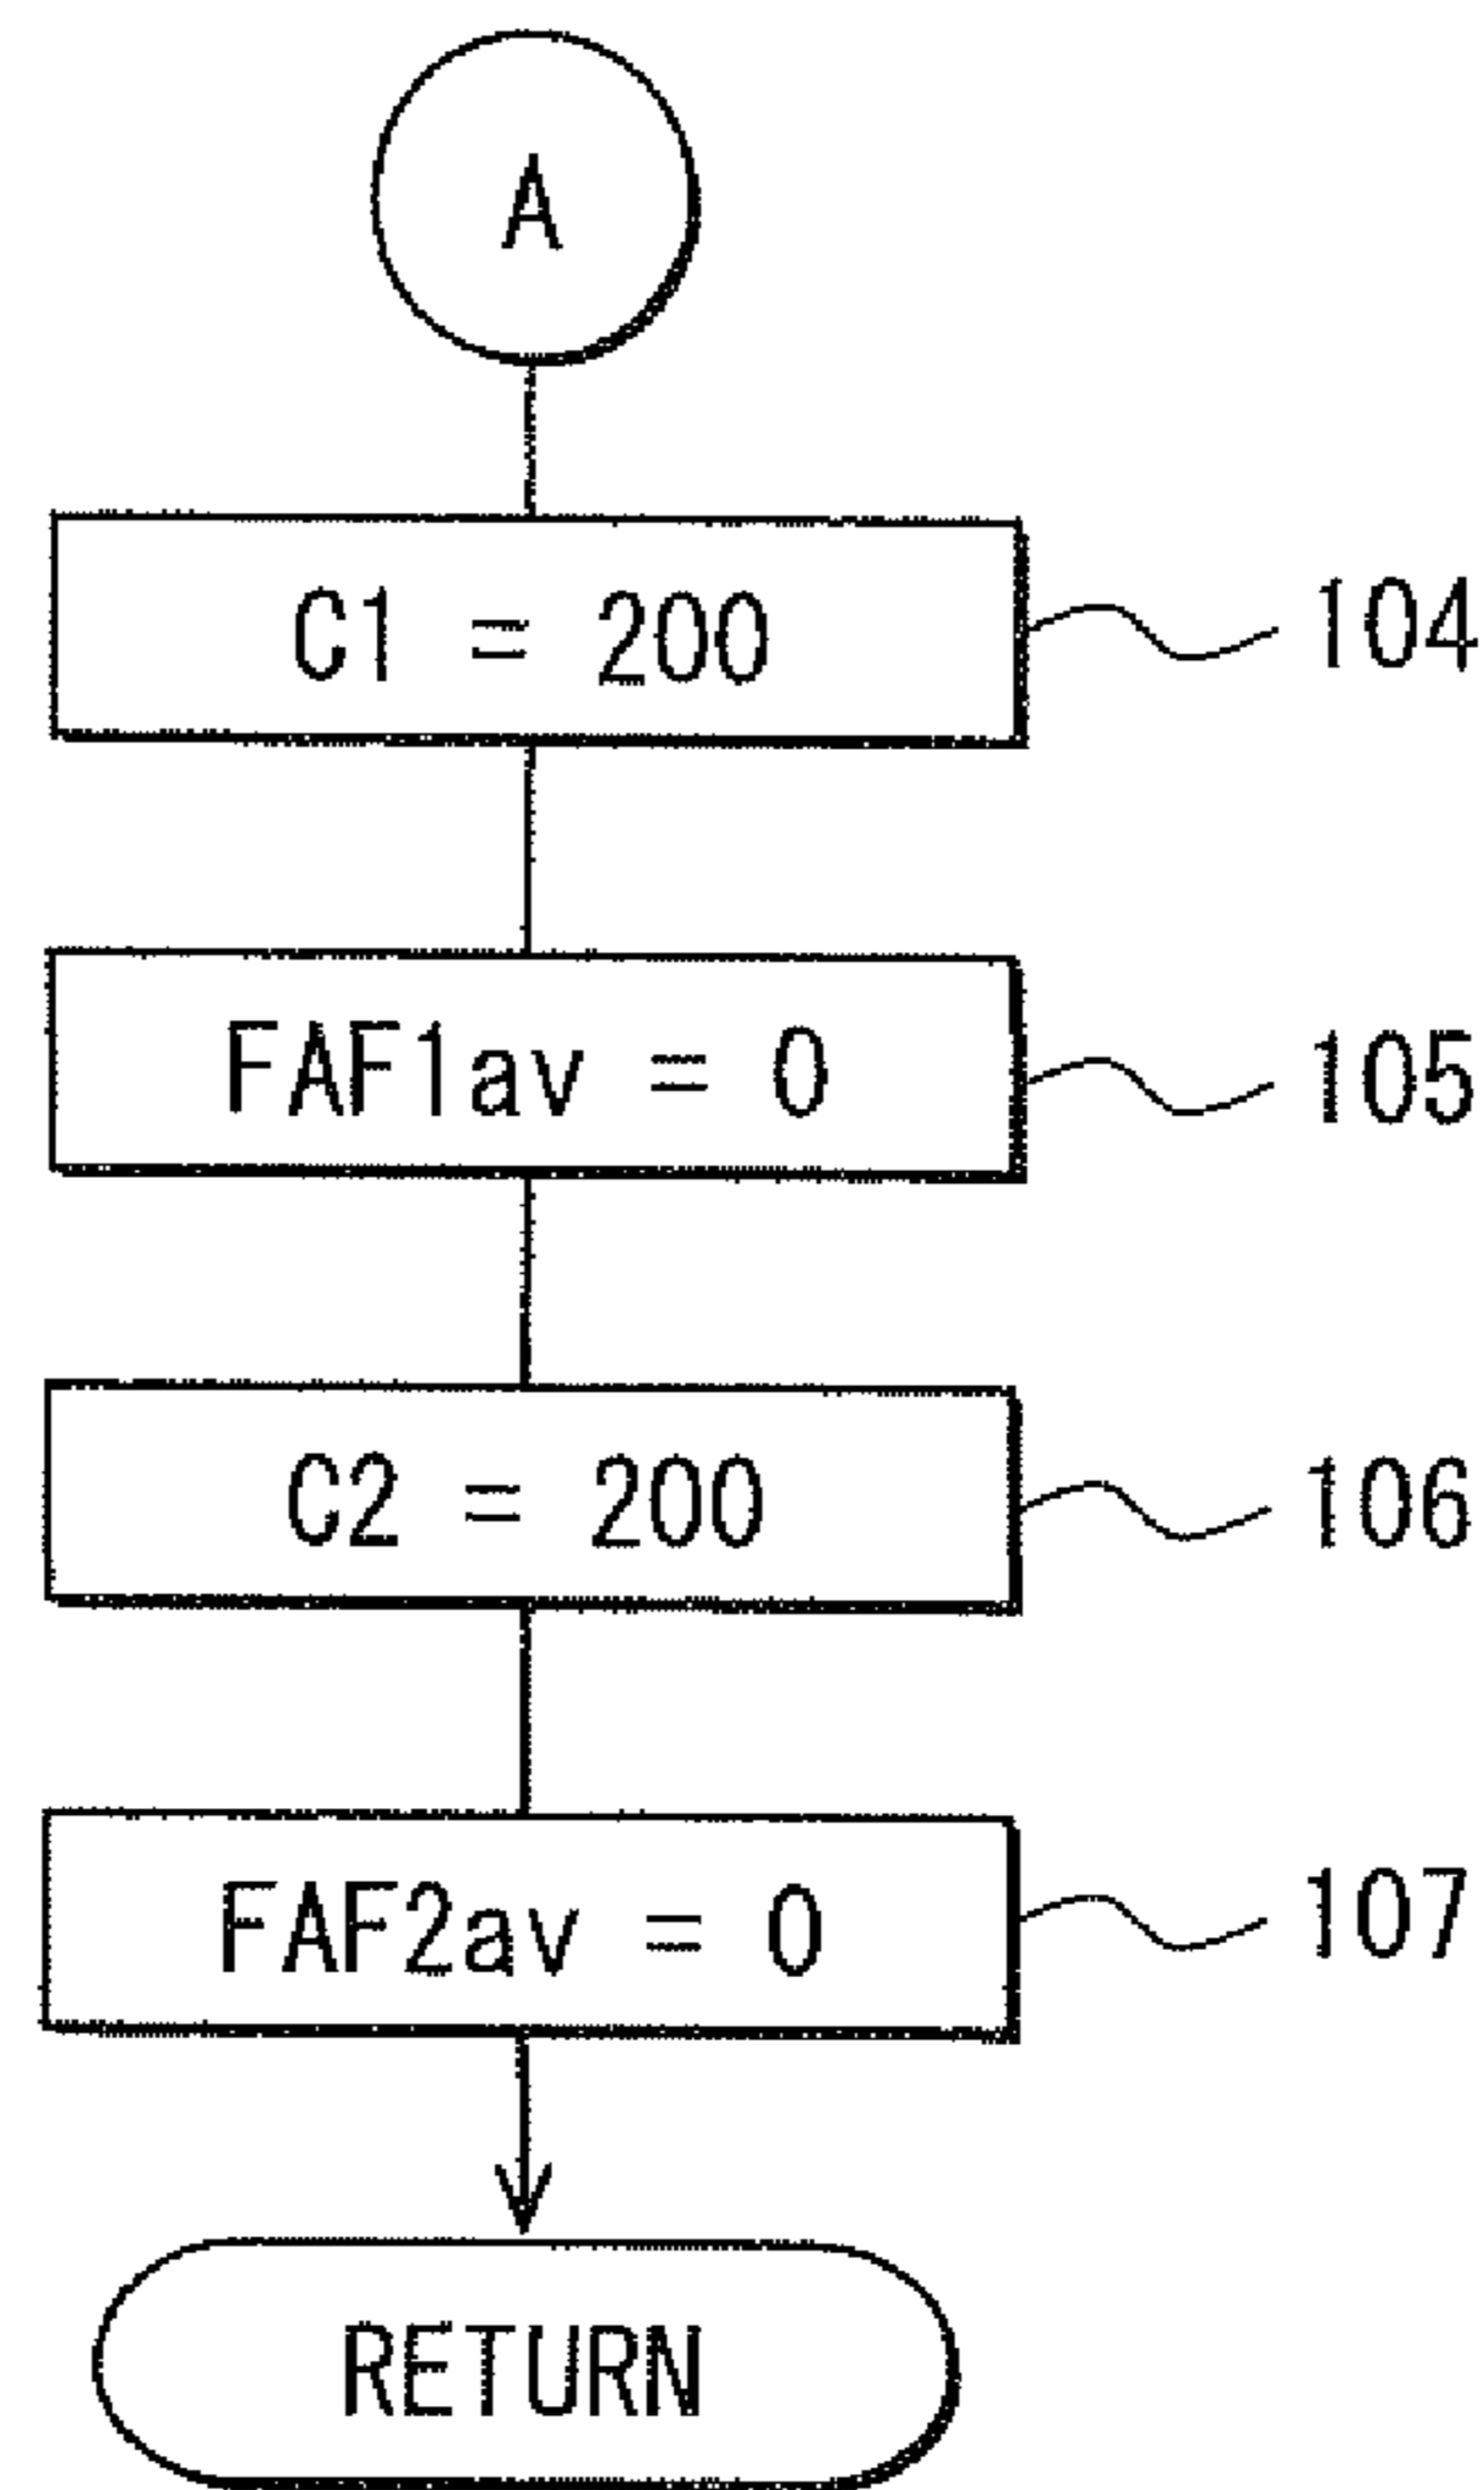 A
C1 = 200 104
FAF1av = 0 105
C2 = 200 106
FAF2av = 0 107
RETURN